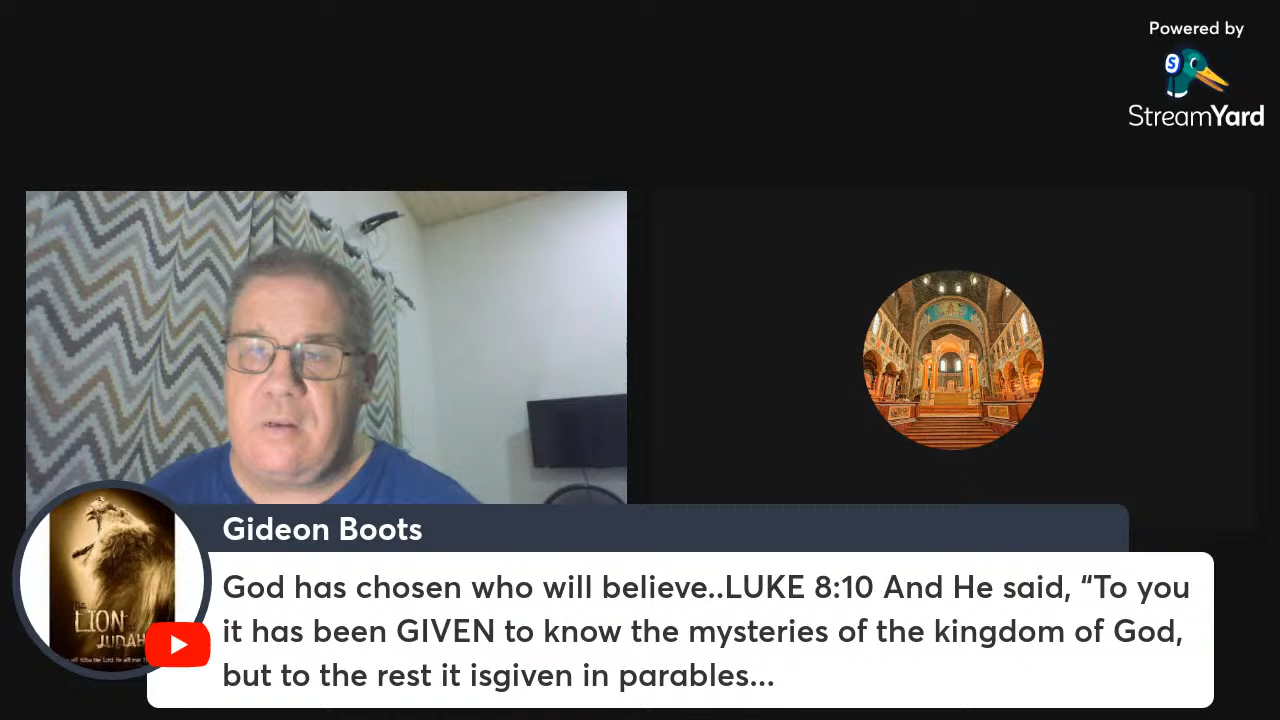 Powered by
StreamYard
Gideon Boots
God has chosen who will believe..LUKE 8:10 And He said, “To you
it has been GIVEN to know the mysteries of the kingdom of God,
but to the rest it isgiven in parables...
LION
JUDAH